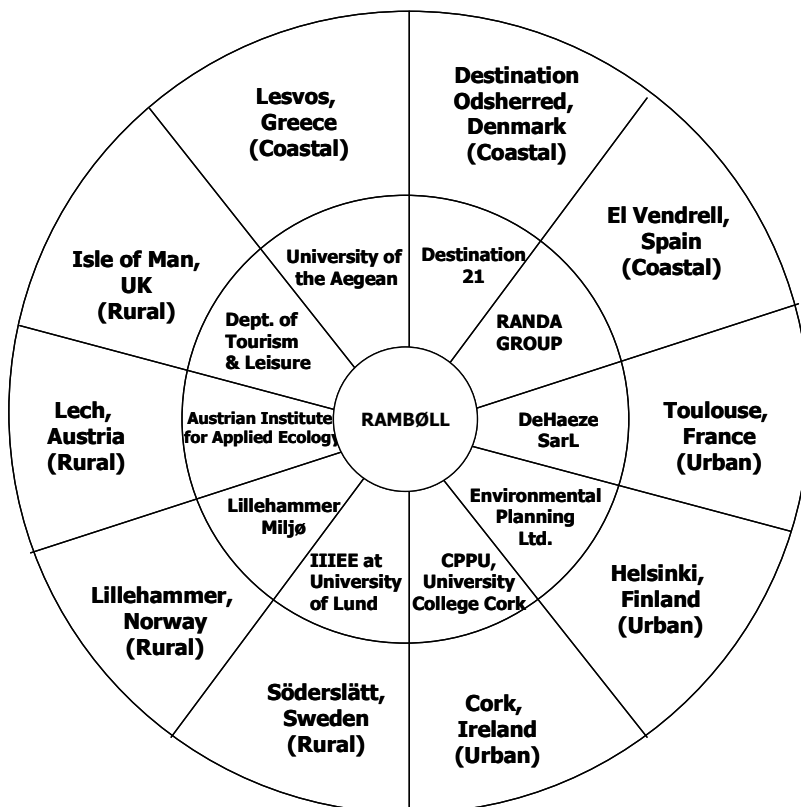 Lesvos,
Greece
(Coastal)
Destination
Odsherred,
Denmark
(Coastal)
El Vendrell,
Spain
(Coastal)
Toulouse,
France
(Urban)
Helsinki,
Finland
(Urban)
Cork,
Ireland
(Urban)
Söderslätt,
Sweden
(Rural)
Lillehammer,
Norway
(Rural)
Lech,
Austria
(Rural)
Isle of Man,
UK
(Rural)
University of
the Aegean
Destination
21
RANDA
GROUP
DeHaeze
SarL
Environmental
Planning
Ltd.
CPPU,
University
College Cork
IIIEE at
University
of Lund
Lillehammer
Miljø
Austrian Institute
for Applied Ecology
Dept. of
Tourism
& Leisure
RAMBØLL